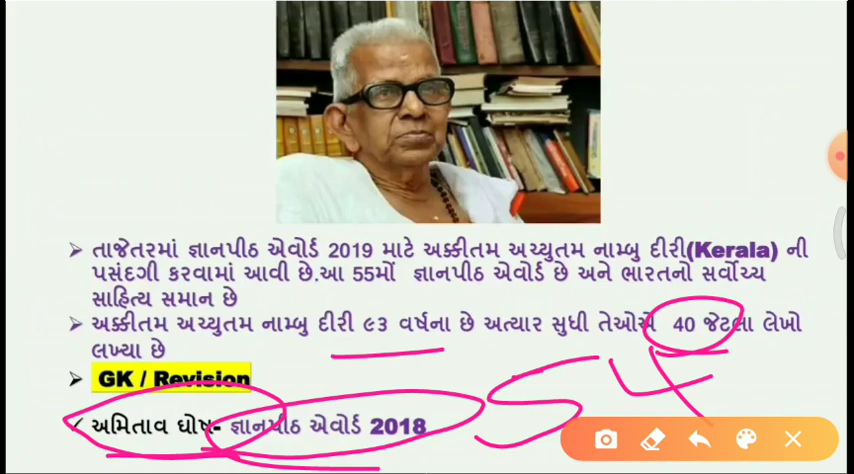 તાજેતરમાં જ્ઞાનપીઠ એવોર્ડ 2019 માટે અક્કીતમ અચ્યુતમ નામ્બુ દીરી(Kerala) ની
પસંદગી કરવામાં આવી છે.આ 55મોં જ્ઞાનપીઠ એવોર્ડ છે અને ભારતનો સર્વોચ્ચ
સાહિત્ય સમાન છે
અક્કીતમ અચ્યુતમ નામ્બુ દીરી ૯૩ વર્ષના છે અત્યાર સુધી તેઓએ 40 જેટલા લેખો
લખ્યા છે
GK / Revision
અમિતાવ ઘોષ- જ્ઞાનપીઠ એવોર્ડ 2018
54